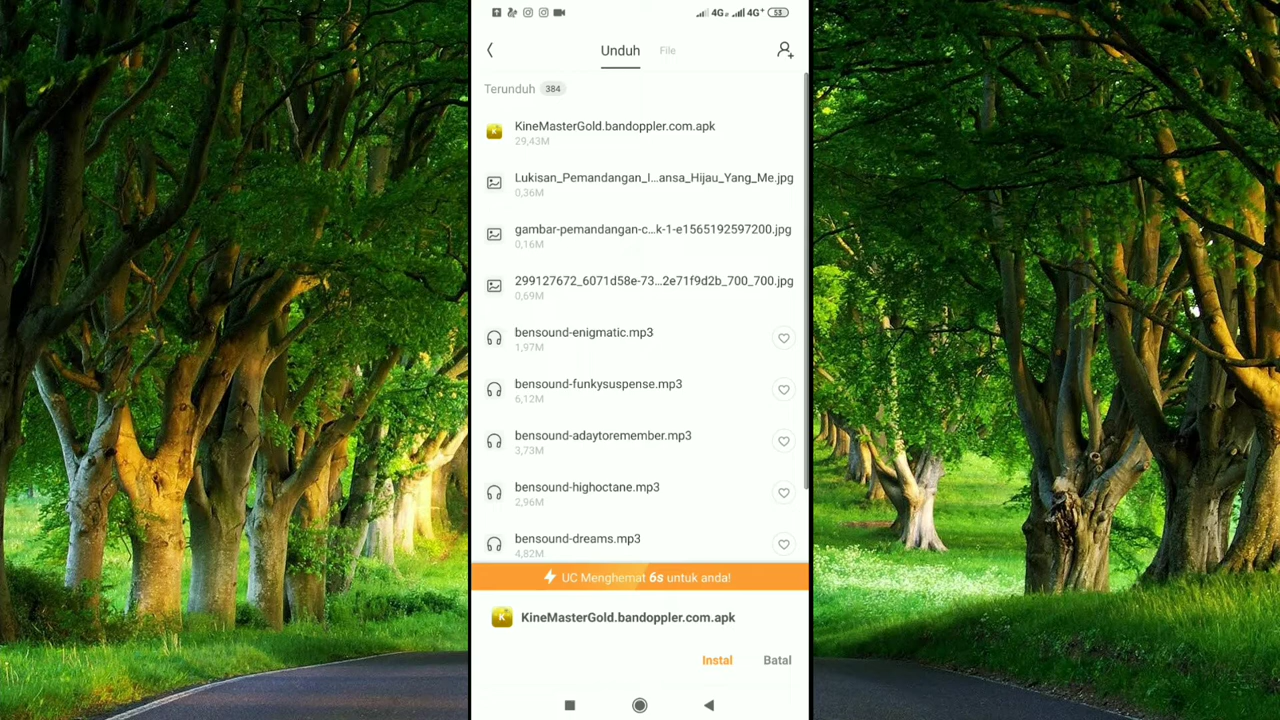 4G 4G+ 53
Unduh File
Terunduh 384
KineMasterGold.bandoppler.com.apk
29,43M
Lukisan_Pemandangan_I...ansa_Hijau_Yang_Me.jpg
0,36M
gambar-pemandangan-c...k-1-e1565192597200.jpg
0,16M
299127672_6071d58e-73...2e71f9d2b_700_700.jpg
0,69M
bensound-enigmatic.mp3
1,97M
bensound-funkysuspense.mp3
6,12M
bensound-adaytoremember.mp3
3,73M
bensound-highoctane.mp3
2,96M
bensound-dreams.mp3
4,82M
UC Menghemat 6s untuk anda!
K KineMasterGold.bandoppler.com.apk
Instal Batal